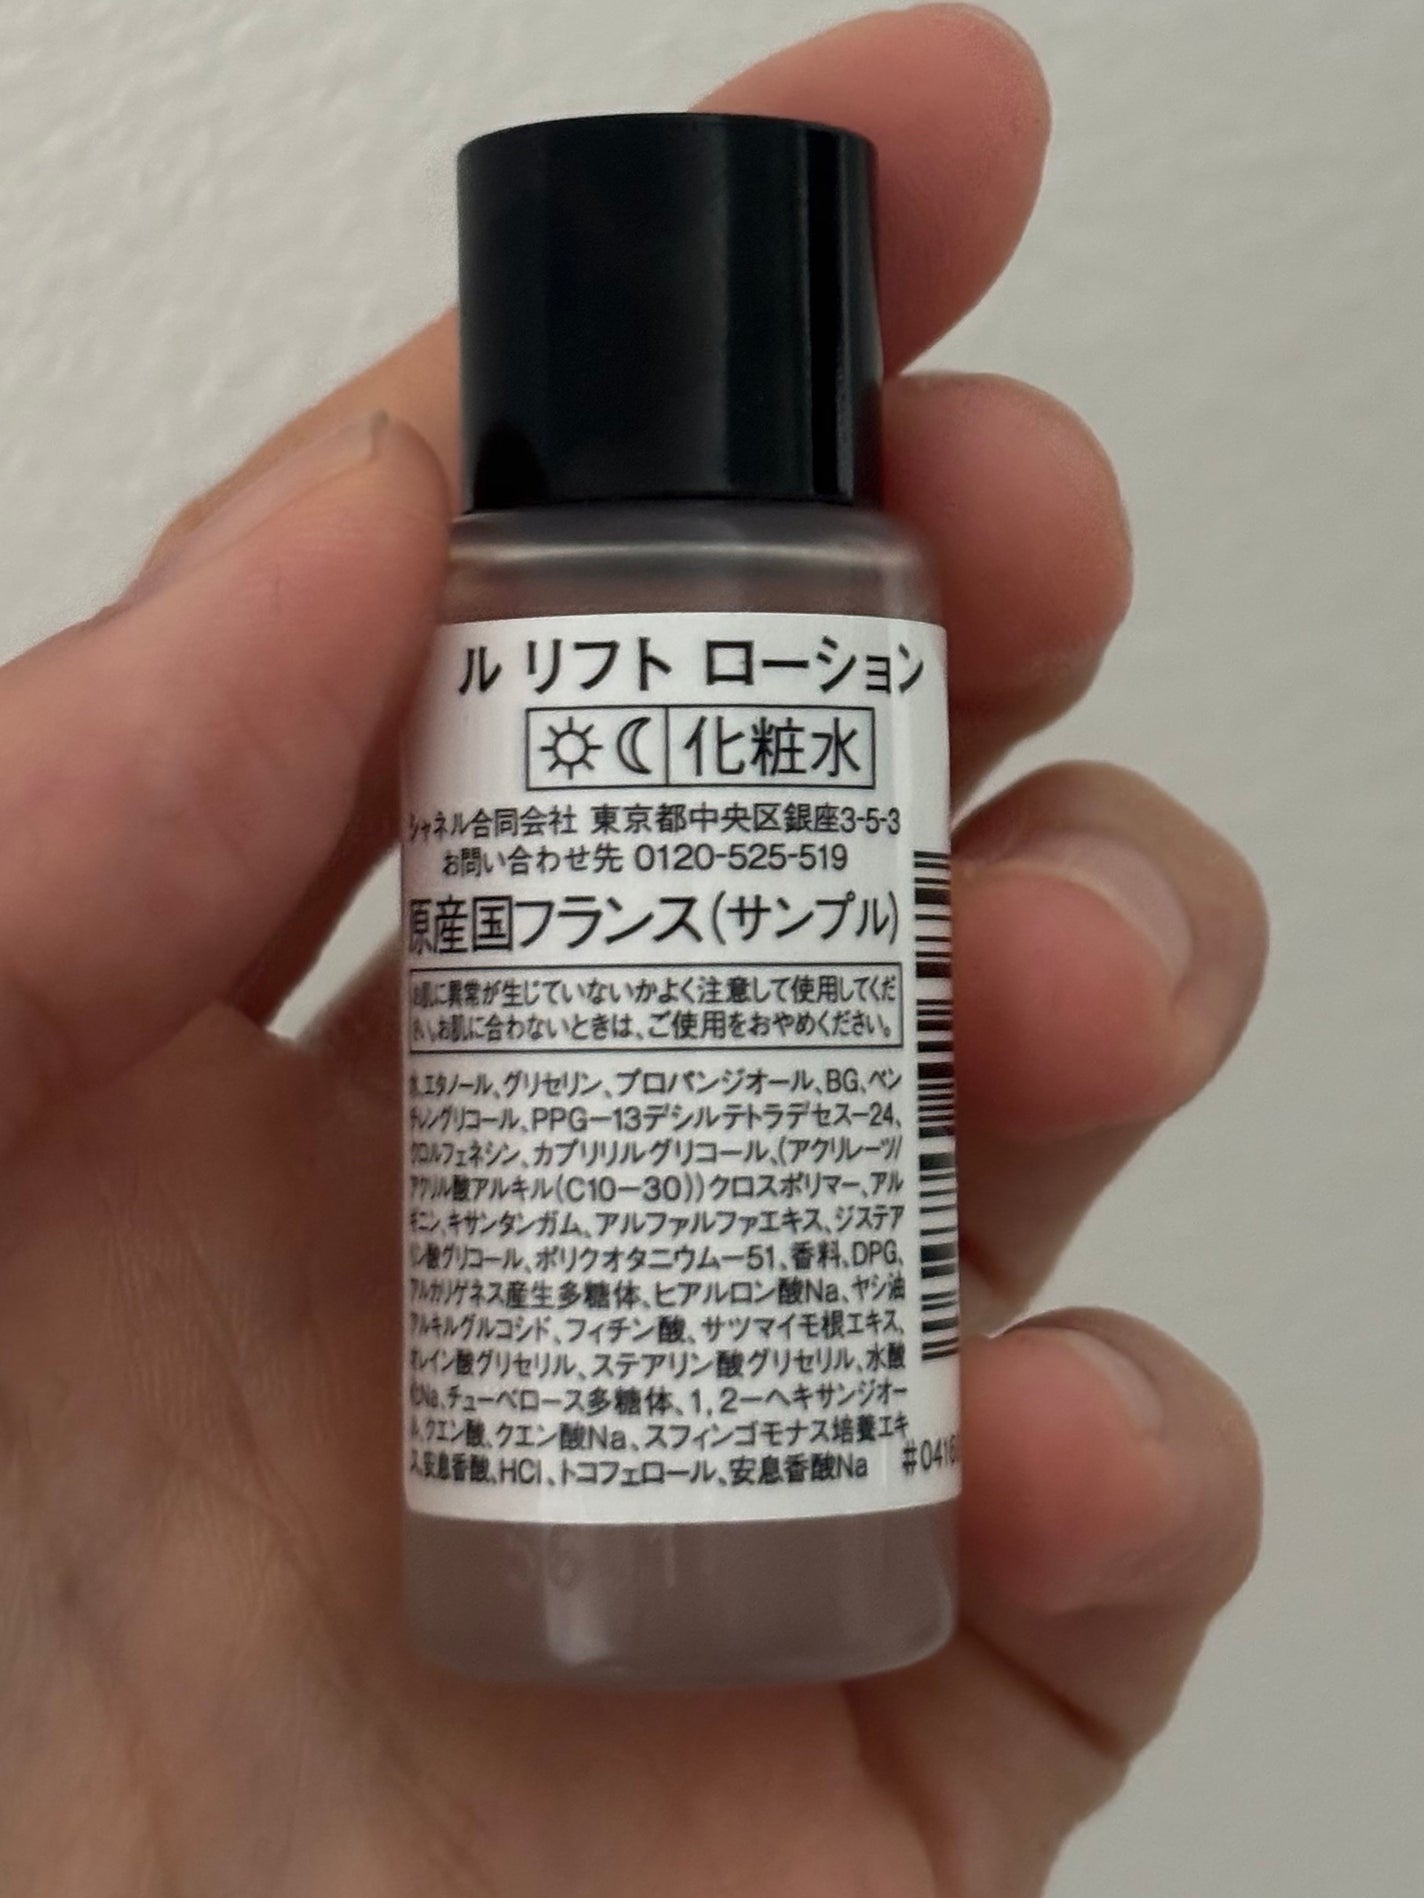 ル リフト ローション
化粧水
シャネル合同会社 東京都中央区銀座3-5-3
お問い合わせ先 0120-525-519
原産国フランス(サンプル)
お肌に異常が生じていないかよく注意して使用してくだ
さい。お肌に合わないときは、ご使用をおやめください。
水、エタノール、グリセリン、プロパンジオール、BG、ペン
チレングリコール、PPG-13デシルテトラデセス-24、
クロルフェネシン、カプリリルグリコール、(アクリレーツ/
アクリル酸アルキル(C10-30))クロスポリマー、アル
ギニン、キサンタンガム、アルファルファエキス、ジステア
リン酸グリコール、ポリクオタニウム-51、香料、DPG、
アルカリゲネス産生多糖体、ヒアルロン酸Na、ヤシ油
アルキルグルコシド、フィチン酸、サツマイモ根エキス、
オレイン酸グリセリル、ステアリン酸グリセリル、水酸
化Na、チューベロース多糖体、1,2-ヘキサンジオー
ル、クエン酸、クエン酸Na、スフィンゴモナス培養エキ
ス、安息香酸、HCl、トコフェロール、安息香酸Na